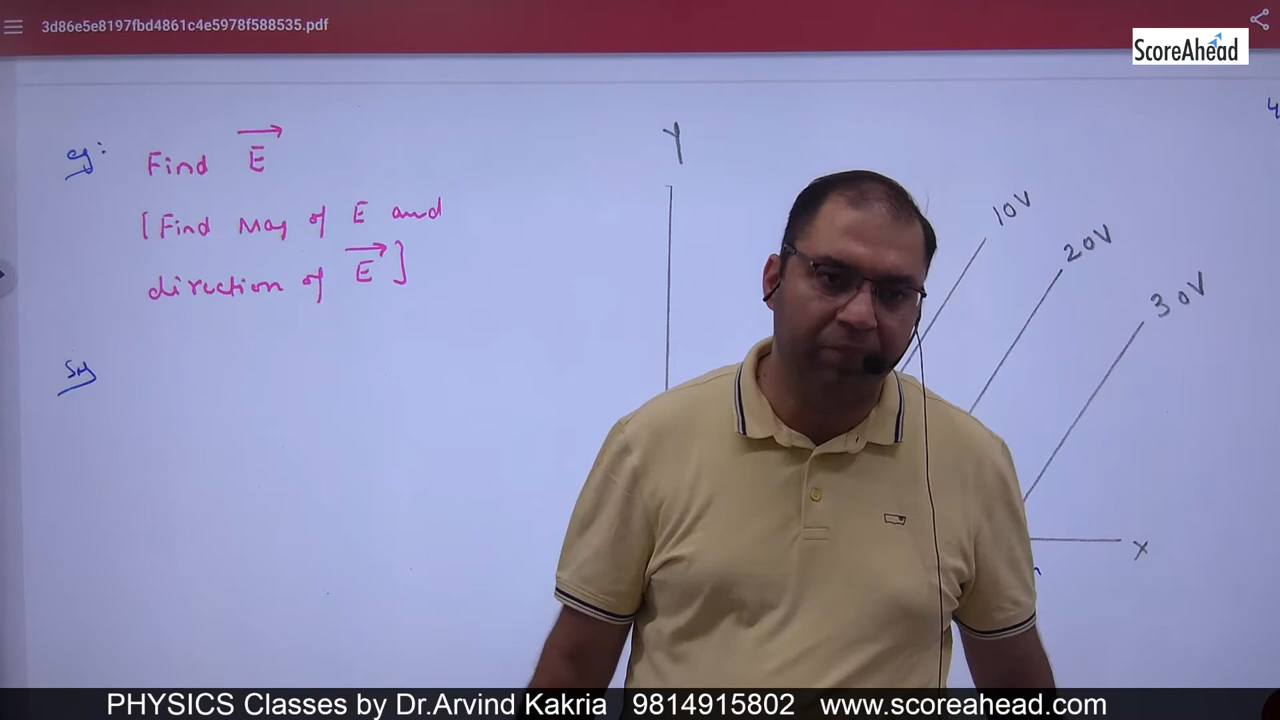 3d86e5e8197fbd4861c4e5978f588535.pdf
ScoreAhead
eg: Find E
[Find Mag of E and
direction of E]
Sol
Y
10V
20V
30V
X
PHYSICS Classes by Dr.Arvind Kakria 9814915802 www.scoreahead.com